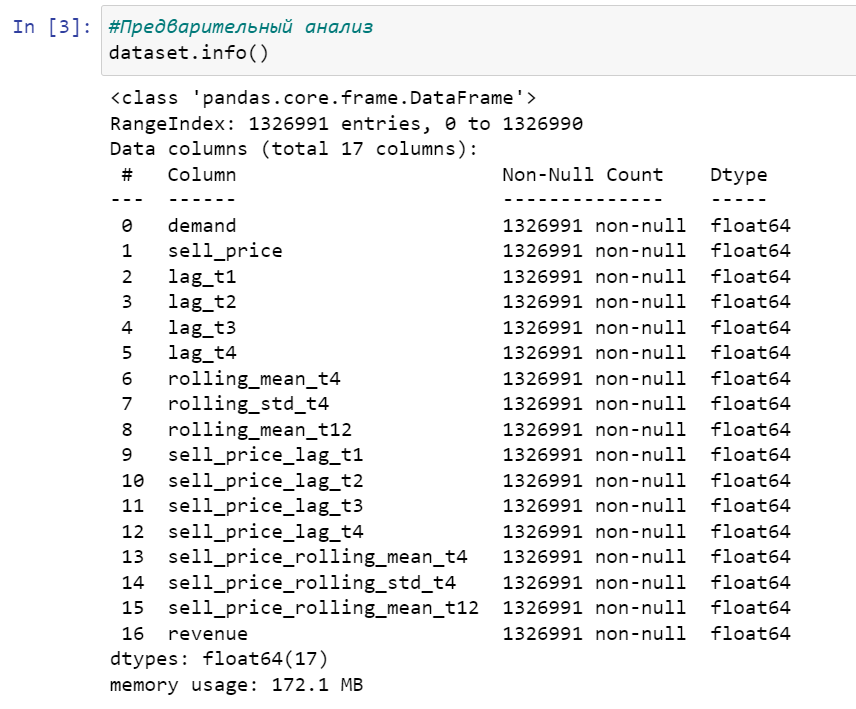 In [3]: #Предварительный анализ
dataset.info()
<class 'pandas.core.frame.DataFrame'>
RangeIndex: 1326991 entries, 0 to 1326990
Data columns (total 17 columns):
 #   Column                       Non-Null Count    Dtype
---  ------                       --------------    -----
 0   demand                       1326991 non-null  float64
 1   sell_price                   1326991 non-null  float64
 2   lag_t1                       1326991 non-null  float64
 3   lag_t2                       1326991 non-null  float64
 4   lag_t3                       1326991 non-null  float64
 5   lag_t4                       1326991 non-null  float64
 6   rolling_mean_t4              1326991 non-null  float64
 7   rolling_std_t4               1326991 non-null  float64
 8   rolling_mean_t12             1326991 non-null  float64
 9   sell_price_lag_t1            1326991 non-null  float64
 10  sell_price_lag_t2            1326991 non-null  float64
 11  sell_price_lag_t3            1326991 non-null  float64
 12  sell_price_lag_t4            1326991 non-null  float64
 13  sell_price_rolling_mean_t4   1326991 non-null  float64
 14  sell_price_rolling_std_t4    1326991 non-null  float64
 15  sell_price_rolling_mean_t12  1326991 non-null  float64
 16  revenue                      1326991 non-null  float64
dtypes: float64(17)
memory usage: 172.1 MB